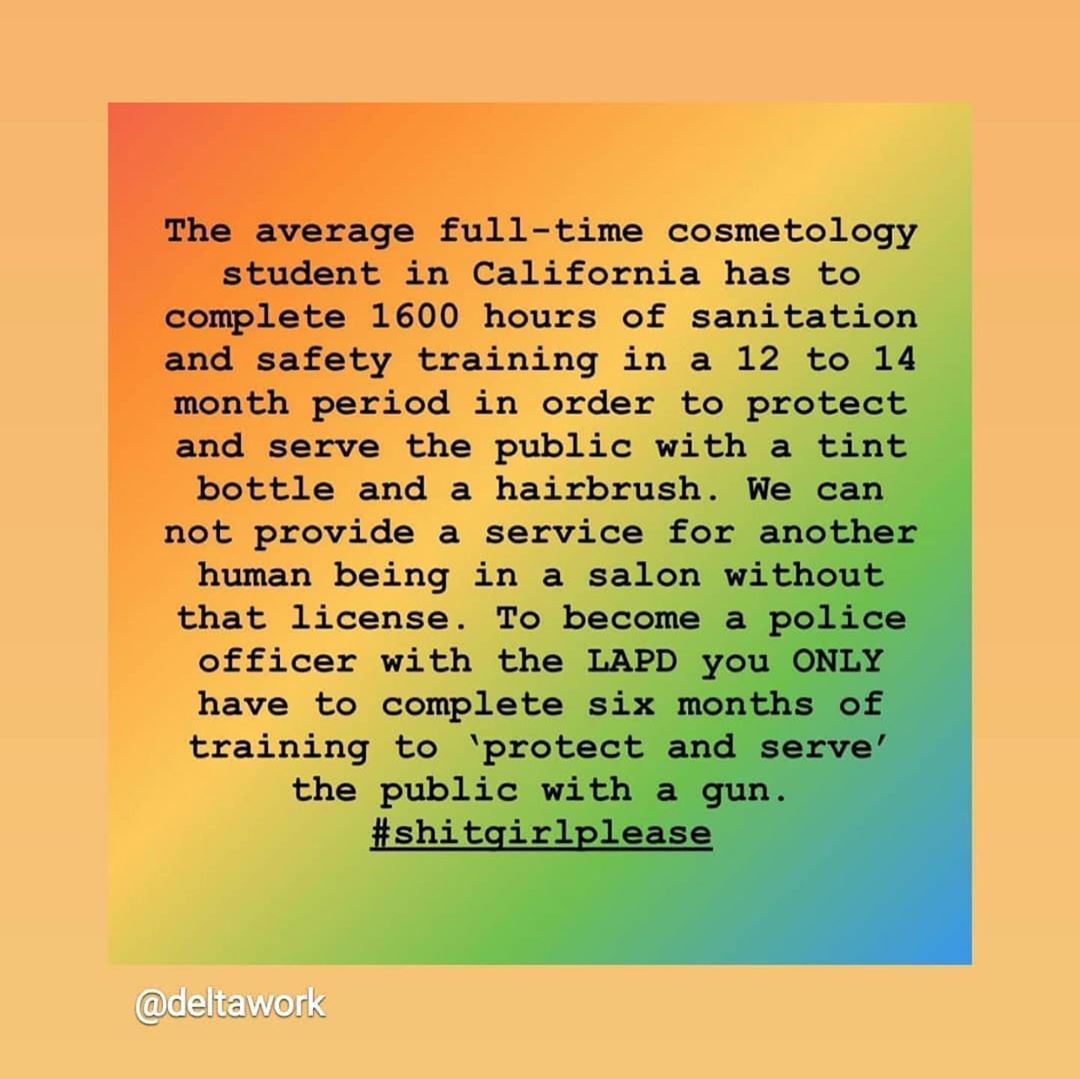 The average full-time cosmetology
student in California has to
complete 1600 hours of sanitation
and safety training in a 12 to 14
month period in order to protect
and serve the public with a tint
bottle and a hairbrush. We can
not provide a service for another
human being in a salon without
that license. To become a police
officer with the LAPD you ONLY
have to complete six months of
training to ‵protect and serve′
the public with a gun.
#shitgirlplease
@deltawork